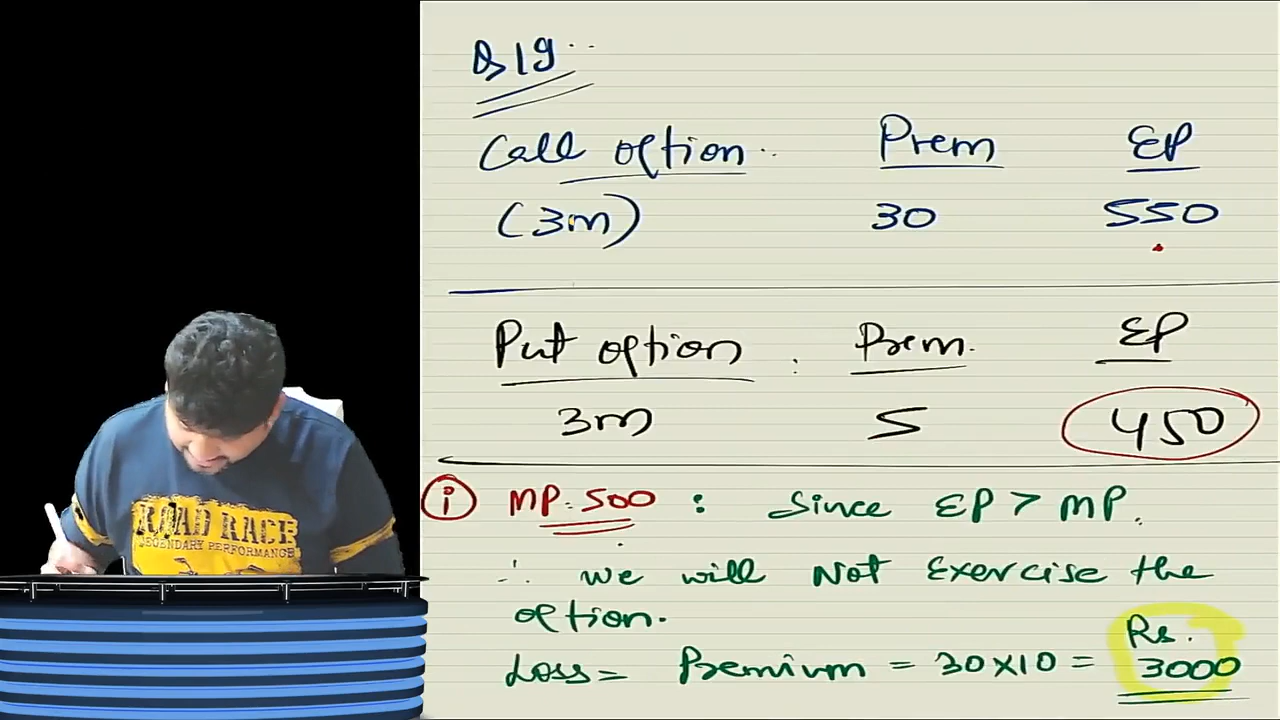 Q19..
Call option.. Prem EP
(3m) 30 550
Put option : Prem. EP
3m 5 450
(i) MP = 500 : Since EP > MP.
∴ we will Not Exercise the
option.
Loss = Premium = 30×10 = Rs. 3000
ROAD RACE
LEGENDARY PERFORMANCE